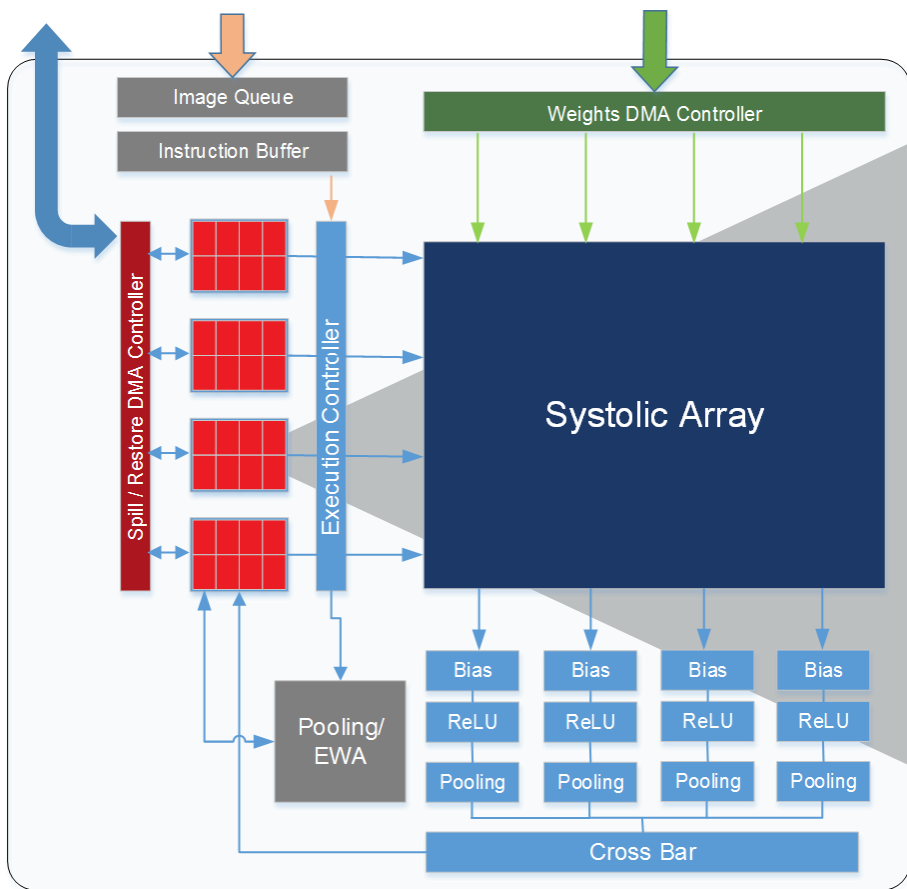 Image Queue
Weights DMA Controller
Instruction Buffer
Spill / Restore DMA Controller
Execution Controller
Systolic Array
Bias
Bias
Bias
Bias
ReLU
ReLU
ReLU
ReLU
Pooling/
EWA
Pooling
Pooling
Pooling
Pooling
Cross Bar